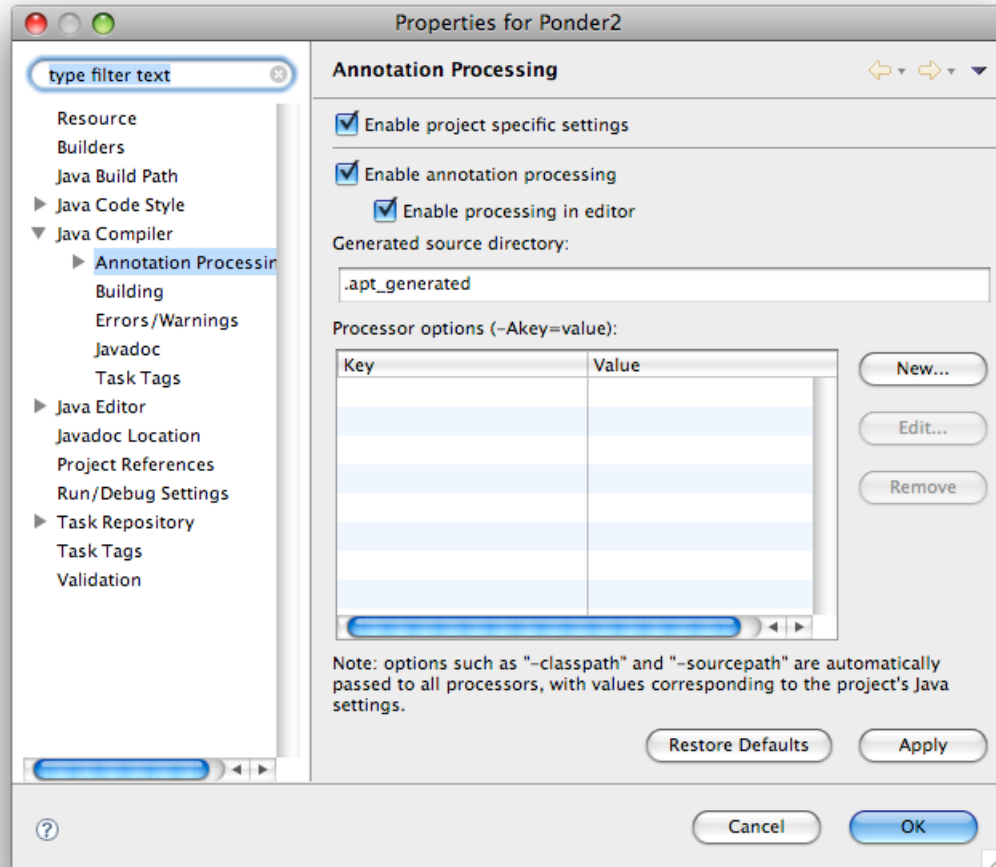 Properties for Ponder2
type filter text
Resource
Builders
Java Build Path
Java Code Style
Java Compiler
Annotation Processin
Building
Errors/Warnings
Javadoc
Task Tags
Java Editor
Javadoc Location
Project References
Run/Debug Settings
Task Repository
Task Tags
Validation
Annotation Processing
Enable project specific settings
Enable annotation processing
Enable processing in editor
Generated source directory:
.apt_generated
Processor options (-Akey=value):
Key Value
New...
Edit...
Remove
Note: options such as "-classpath" and "-sourcepath" are automatically
passed to all processors, with values corresponding to the project's Java
settings.
Restore Defaults Apply
? Cancel OK